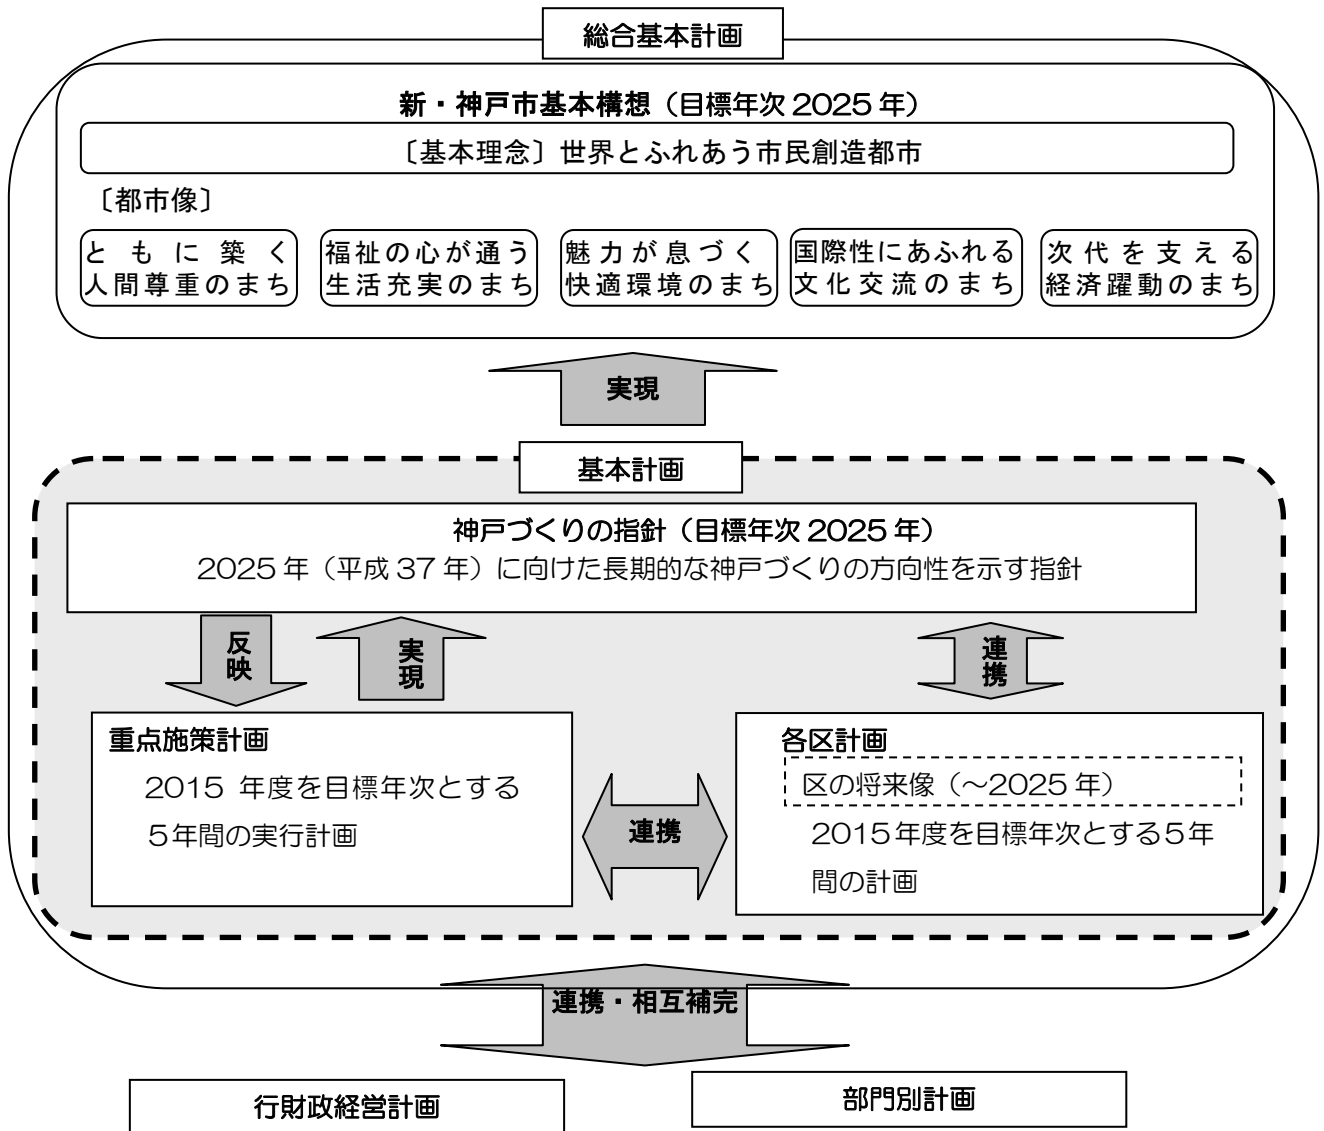 総合基本計画
新・神戸市基本構想（目標年次 2025 年）
〔基本理念〕世界とふれあう市民創造都市
〔都市像〕
ともに築く
人間尊重のまち
福祉の心が通う
生活充実のまち
魅力が息づく
快適環境のまち
国際性にあふれる
文化交流のまち
次代を支える
経済躍動のまち
実現
基本計画
神戸づくりの指針（目標年次 2025 年）
2025 年（平成 37 年）に向けた長期的な神戸づくりの方向性を示す指針
反映
実現
連携
重点施策計画
2015 年度を目標年次とする
５年間の実行計画
連携
各区計画
区の将来像（～2025 年）
2015年度を目標年次とする5年
間の計画
連携・相互補完
行財政経営計画
部門別計画